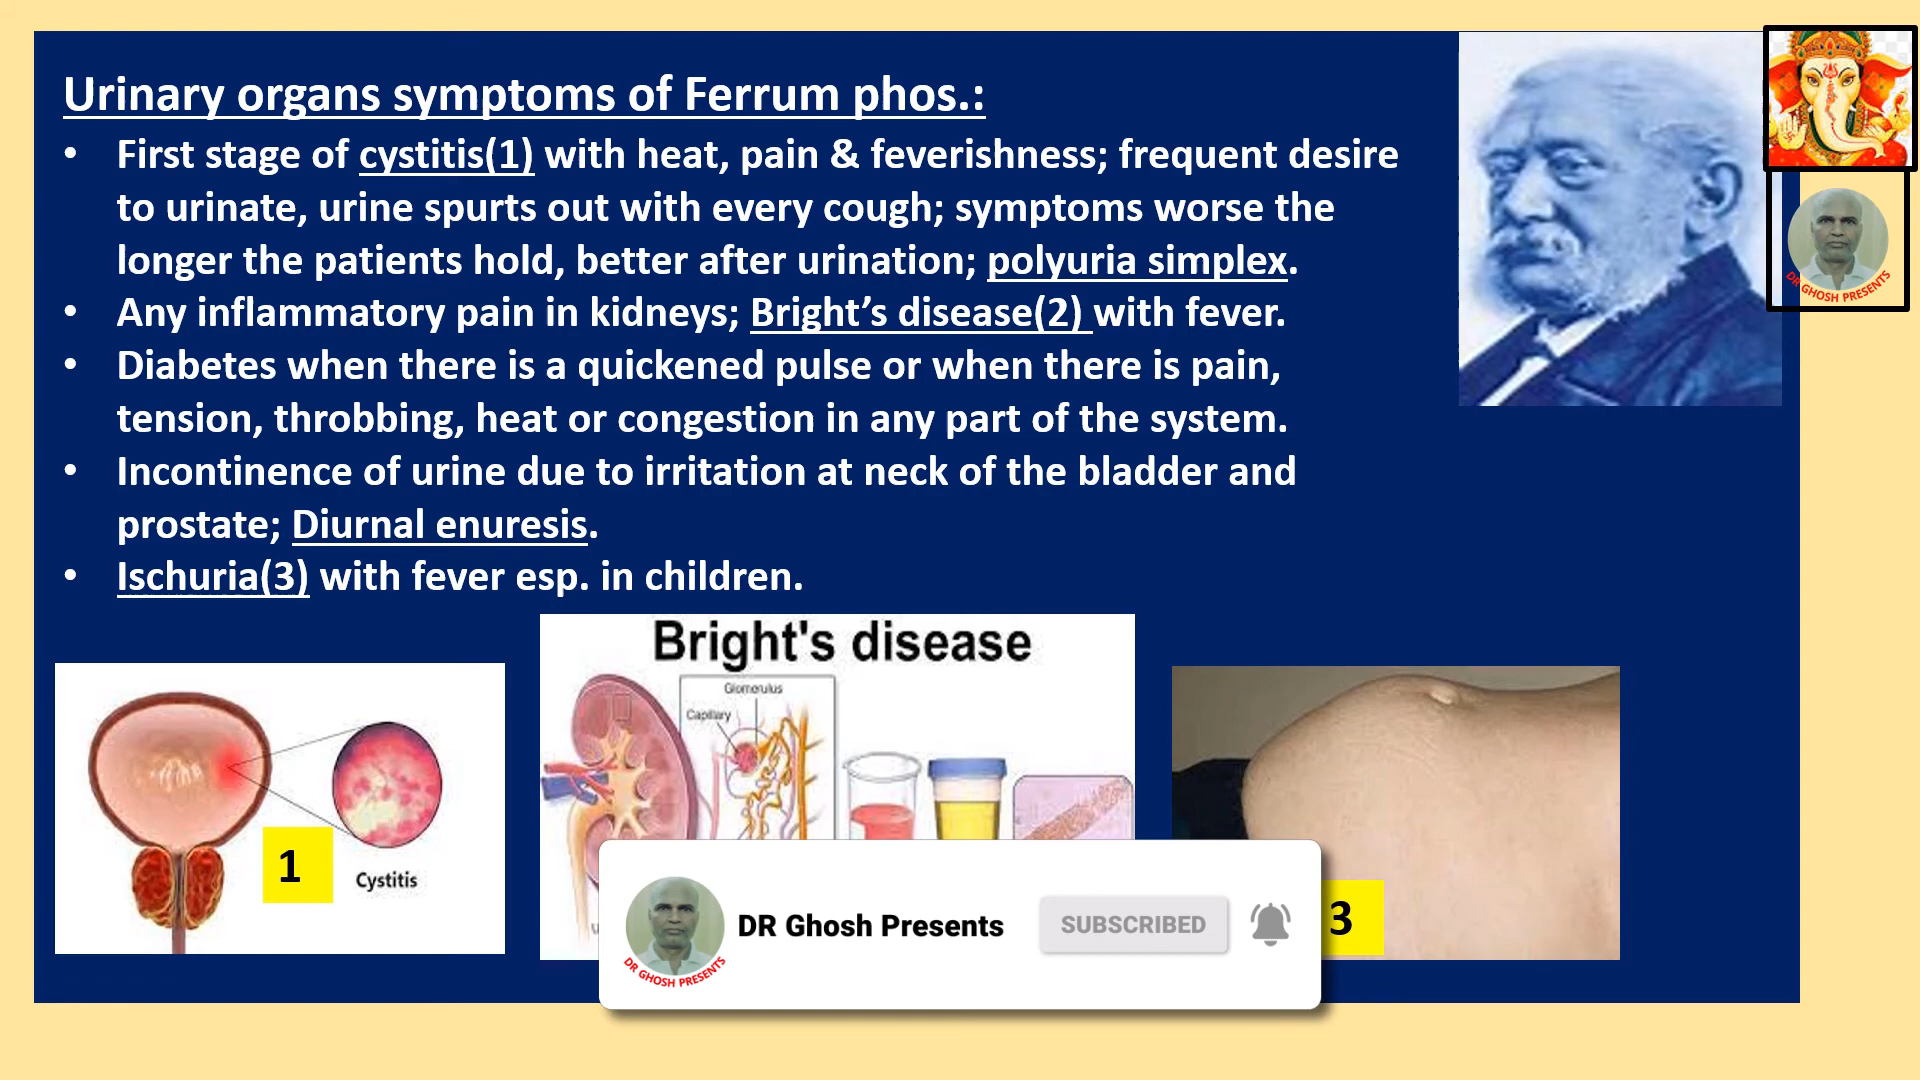 Urinary organs symptoms of Ferrum phos.:
• First stage of cystitis(1) with heat, pain & feverishness; frequent desire
to urinate, urine spurts out with every cough; symptoms worse the
longer the patients hold, better after urination; polyuria simplex.
• Any inflammatory pain in kidneys; Bright’s disease(2) with fever.
• Diabetes when there is a quickened pulse or when there is pain,
tension, throbbing, heat or congestion in any part of the system.
• Incontinence of urine due to irritation at neck of the bladder and
prostate; Diurnal enuresis.
• Ischuria(3) with fever esp. in children.
DR GHOSH PRESENTS
Bright's disease
Glomerulus
Capillary
1
Cystitis
3
DR Ghosh Presents
SUBSCRIBED
DR GHOSH PRESENTS